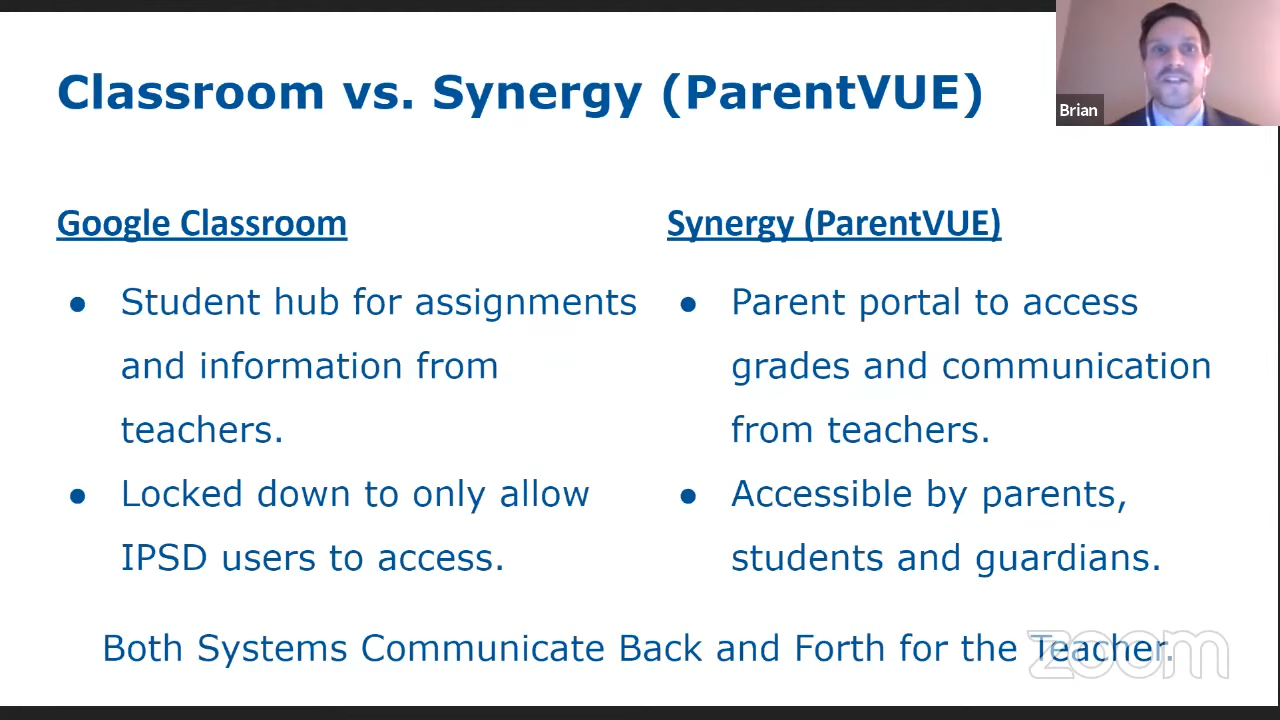 Classroom vs. Synergy (ParentVUE)
Brian
Google Classroom
● Student hub for assignments
and information from
teachers.
● Locked down to only allow
IPSD users to access.
Synergy (ParentVUE)
● Parent portal to access
grades and communication
from teachers.
● Accessible by parents,
students and guardians.
Both Systems Communicate Back and Forth for the Teacher.
zoom